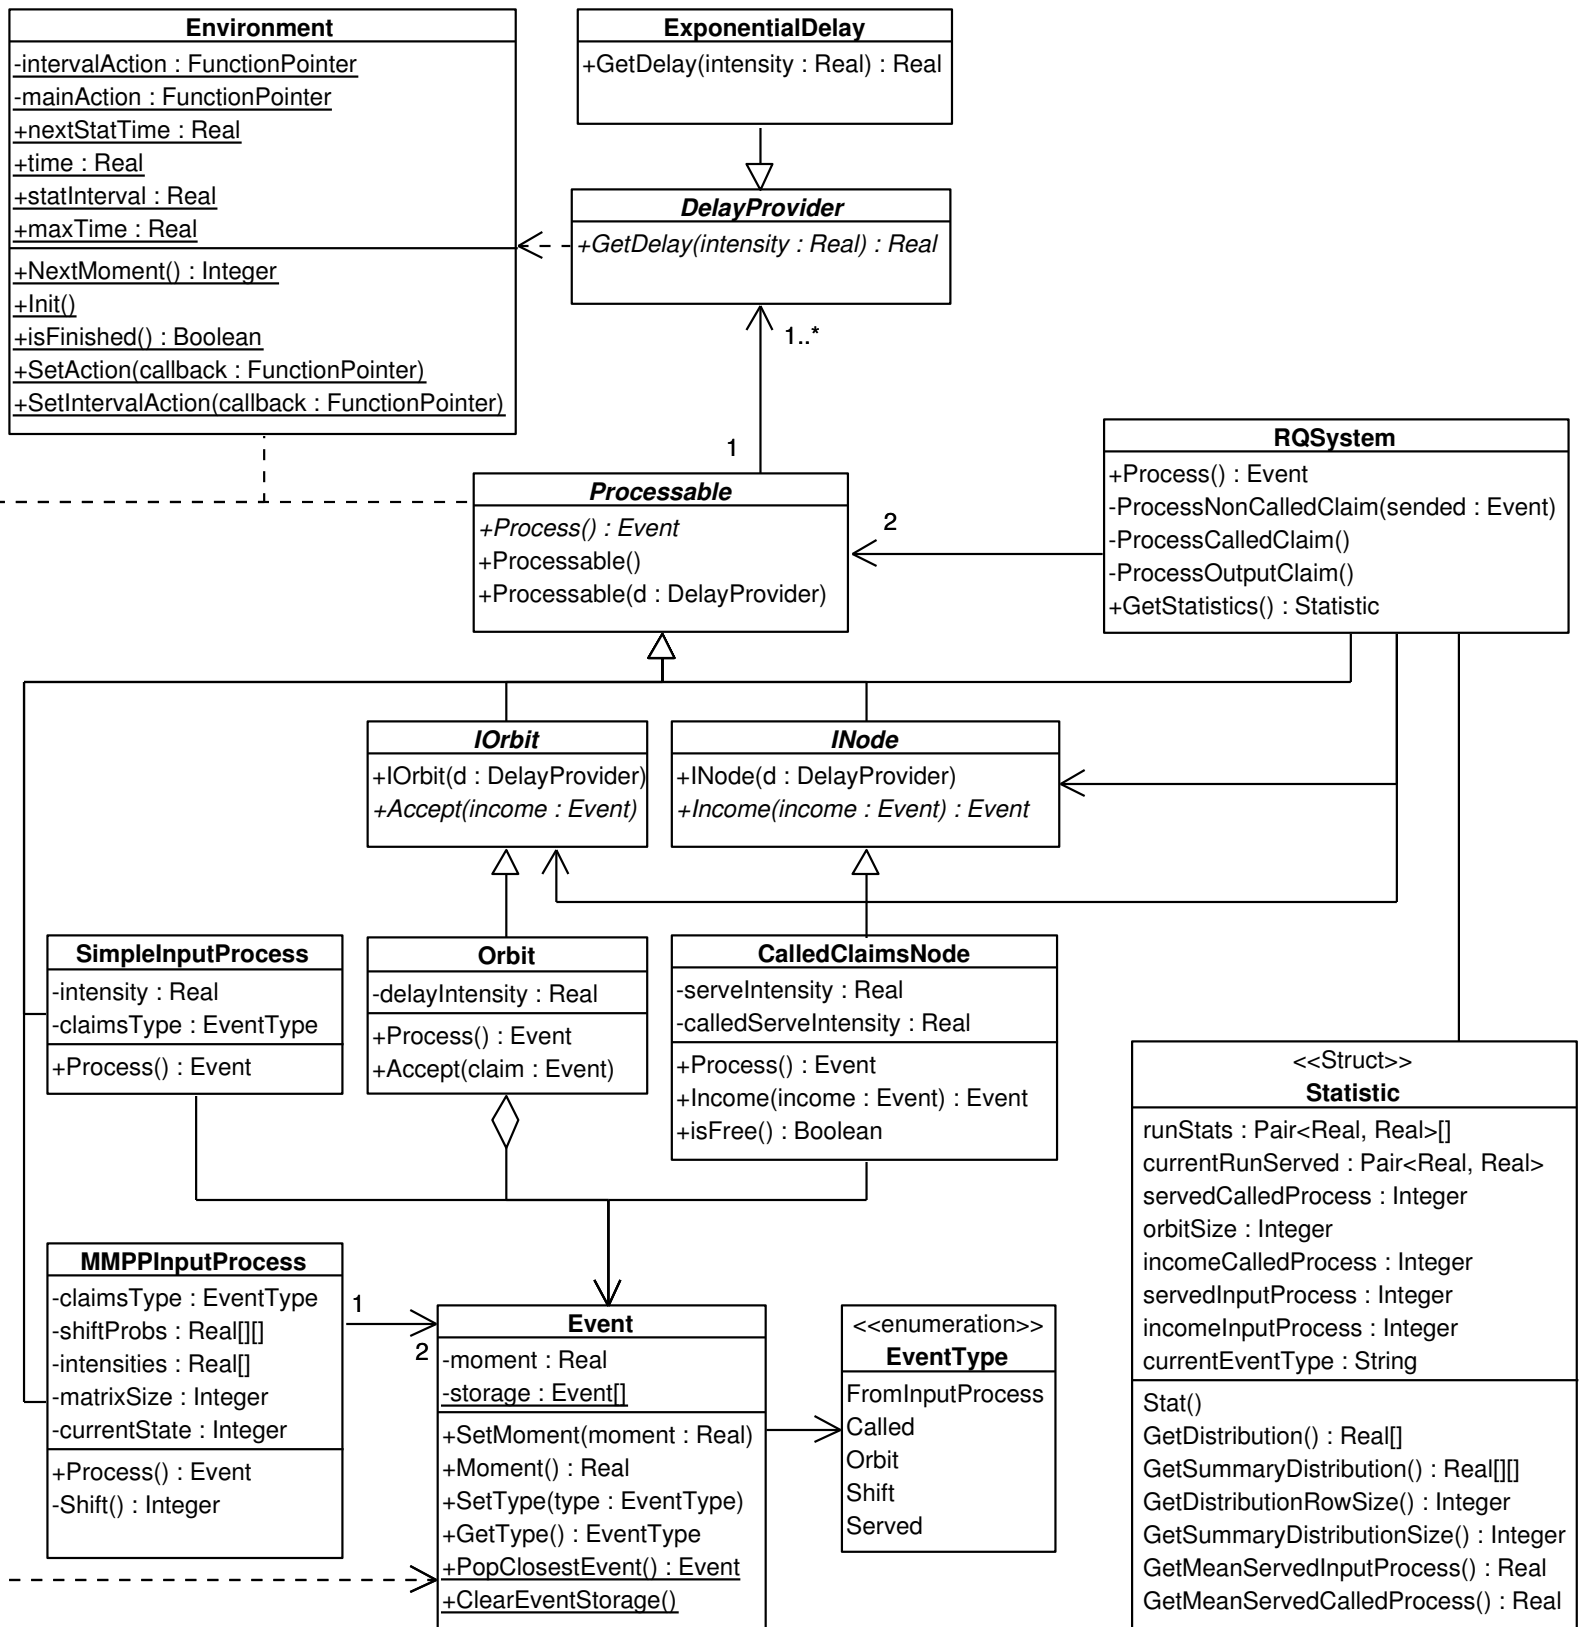 Environment
-intervalAction : FunctionPointer
-mainAction : FunctionPointer
+nextStatTime : Real
+time : Real
+statInterval : Real
+maxTime : Real
+NextMoment() : Integer
+Init()
+isFinished() : Boolean
+SetAction(callback : FunctionPointer)
+SetIntervalAction(callback : FunctionPointer)
ExponentialDelay
+GetDelay(intensity : Real) : Real
DelayProvider
+GetDelay(intensity : Real) : Real
1..*
1
Processable
+Process() : Event
+Processable()
+Processable(d : DelayProvider)
2
RQSystem
+Process() : Event
-ProcessNonCalledClaim(sended : Event)
-ProcessCalledClaim()
-ProcessOutputClaim()
+GetStatistics() : Statistic
IOrbit
+IOrbit(d : DelayProvider)
+Accept(income : Event)
INode
+INode(d : DelayProvider)
+Income(income : Event) : Event
SimpleInputProcess
-intensity : Real
-claimsType : EventType
+Process() : Event
Orbit
-delayIntensity : Real
+Process() : Event
+Accept(claim : Event)
CalledClaimsNode
-serveIntensity : Real
-calledServeIntensity : Real
+Process() : Event
+Income(income : Event) : Event
+isFree() : Boolean
<<Struct>>
Statistic
runStats : Pair<Real, Real>[]
currentRunServed : Pair<Real, Real>
servedCalledProcess : Integer
orbitSize : Integer
incomeCalledProcess : Integer
servedInputProcess : Integer
incomeInputProcess : Integer
currentEventType : String
Stat()
GetDistribution() : Real[]
GetSummaryDistribution() : Real[][]
GetDistributionRowSize() : Integer
GetSummaryDistributionSize() : Integer
GetMeanServedInputProcess() : Real
GetMeanServedCalledProcess() : Real
MMPPInputProcess
-claimsType : EventType
-shiftProbs : Real[][]
-intensities : Real[]
-matrixSize : Integer
-currentState : Integer
+Process() : Event
-Shift() : Integer
1
2
Event
-moment : Real
-storage : Event[]
+SetMoment(moment : Real)
+Moment() : Real
+SetType(type : EventType)
+GetType() : EventType
+PopClosestEvent() : Event
+ClearEventStorage()
<<enumeration>>
EventType
FromInputProcess
Called
Orbit
Shift
Served